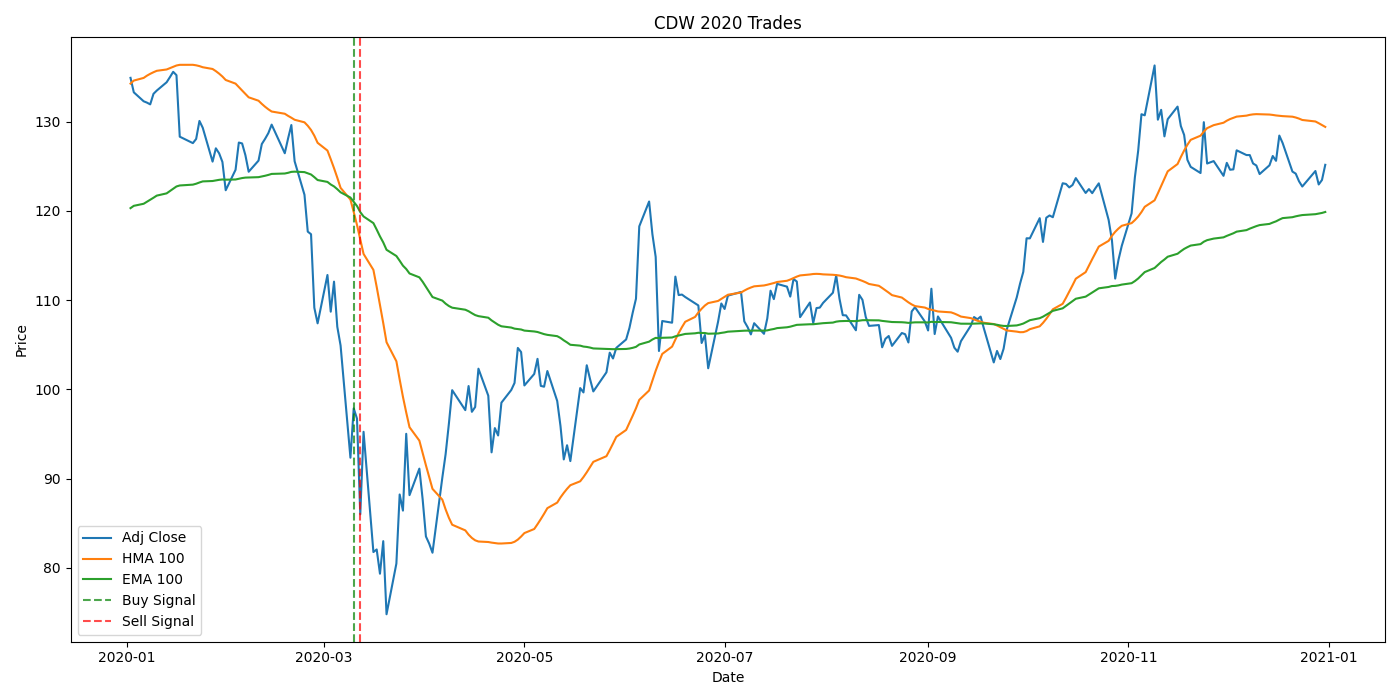 CDW 2020 Trades
Price
130
120
110
100
90
80
Adj Close
HMA 100
EMA 100
Buy Signal
Sell Signal
2020-01
2020-03
2020-05
2020-07
2020-09
2020-11
2021-01
Date